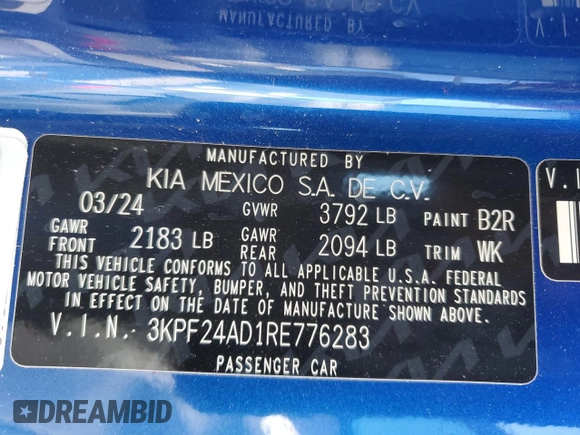 MANUFACTURED BY
KIA MEXICO S.A. DE C.V.
03/24 GVWR 3792 LB PAINT B2R
GAWR FRONT 2183 LB GAWR REAR 2094 LB TRIM WK
THIS VEHICLE CONFORMS TO ALL APPLICABLE U.S.A. FEDERAL
MOTOR VEHICLE SAFETY, BUMPER, AND THEFT PREVENTION STANDARDS
IN EFFECT ON THE DATE OF MANUFACTURE SHOWN ABOVE.
V.I.N.: 3KPF24AD1RE776283
PASSENGER CAR
V.I
DREAMBID